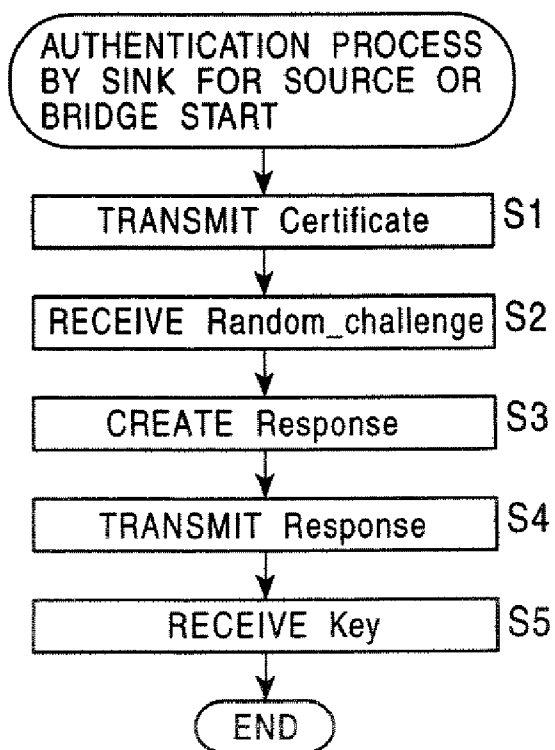 AUTHENTICATION PROCESS
BY SINK FOR SOURCE OR
BRIDGE START
TRANSMIT Certificate S1
RECEIVE Random_challenge S2
CREATE Response S3
TRANSMIT Response S4
RECEIVE Key S5
END